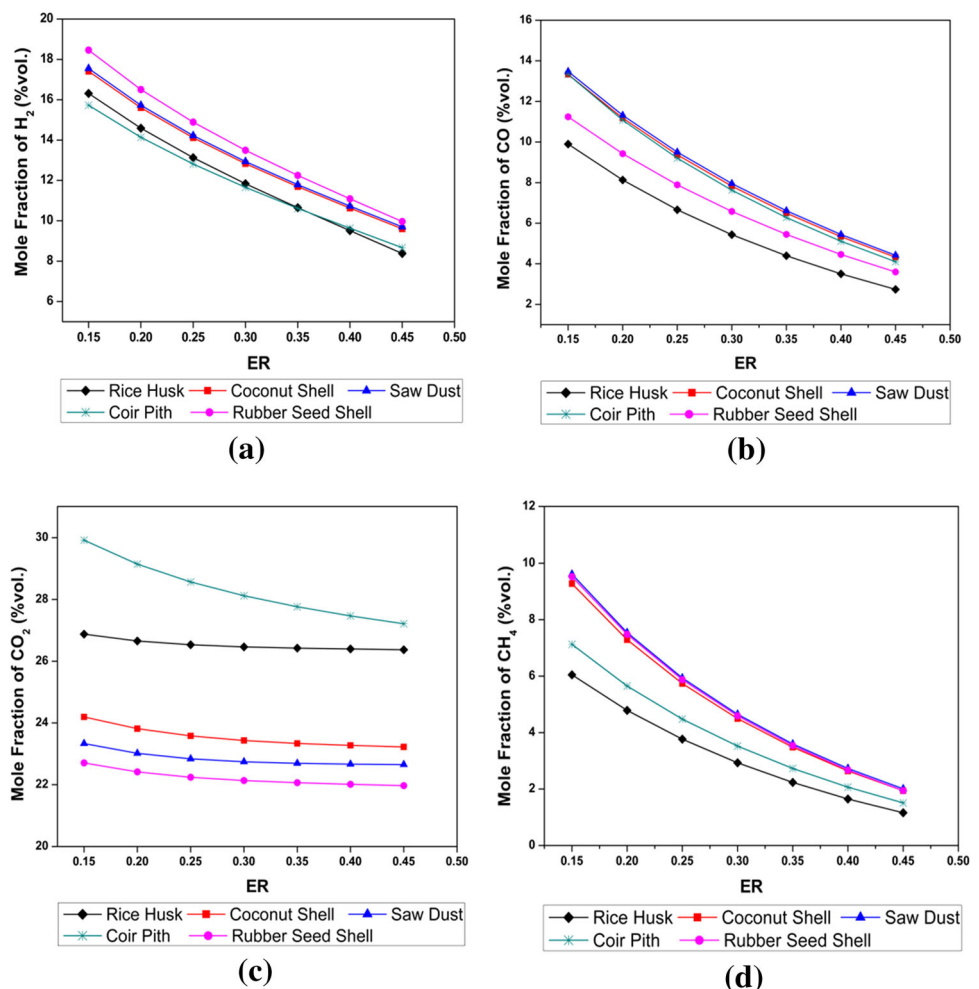 20
18
16
14
12
10
8
6
Mole Fraction of H2 (%vol.)
0.15 0.20 0.25 0.30 0.35 0.40 0.45 0.50
ER
Rice Husk Coconut Shell Saw Dust
Coir Pith Rubber Seed Shell
(a)
16
14
12
10
8
6
4
2
Mole Fraction of CO (%vol.)
0.15 0.20 0.25 0.30 0.35 0.40 0.45 0.50
ER
Rice Husk Coconut Shell Saw Dust
Coir Pith Rubber Seed Shell
(b)
30
28
26
24
22
20
Mole Fraction of CO2 (%vol.)
0.15 0.20 0.25 0.30 0.35 0.40 0.45 0.50
ER
Rice Husk Coconut Shell Saw Dust
Coir Pith Rubber Seed Shell
(c)
12
10
8
6
4
2
0
Mole Fraction of CH4 (%vol.)
0.15 0.20 0.25 0.30 0.35 0.40 0.45 0.50
ER
Rice Husk Coconut Shell Saw Dust
Coir Pith Rubber Seed Shell
(d)